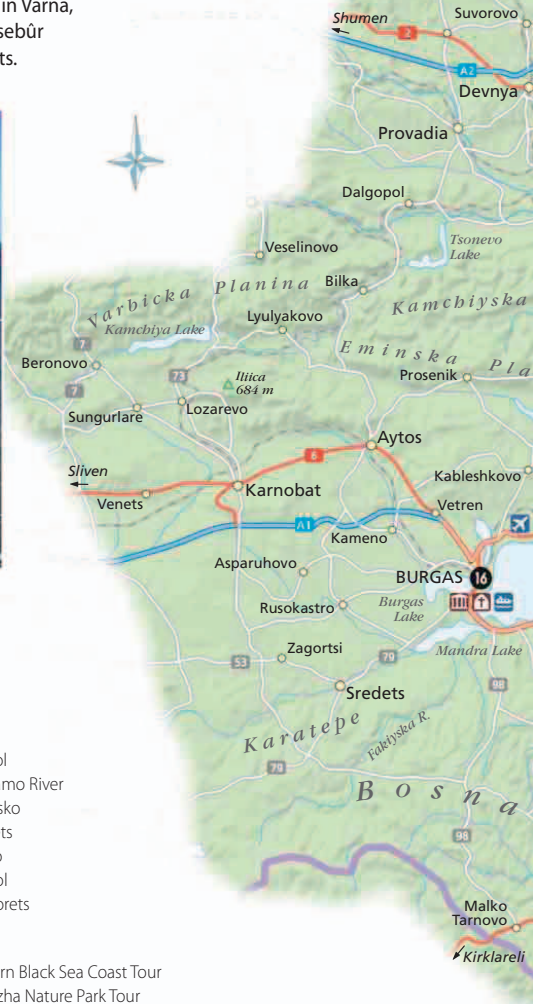 in Varna,
sebûr
ts.
Shumen
Suvorovo
2
A2
Devnya
Provadia
Dalgopol
Tsonevo
Lake
Veselinovo
Varbicka Planina
Bilka
Kamchiyska
Kamchiya Lake
Lyulyakovo
7
Eminska Pla
Beronovo
73
Iliica
684 m
Prosenik
7
Lozarevo
Sungurlare
Aytos
6
Sliven
Kableshkovo
Karnobat
Venets
Vetren
A1
Kameno
Asparuhovo
BURGAS 16
Rusokastro
Burgas
Lake
Zagortsi
Mandra Lake
53
79
98
Sredets
Karatepe
Fakiyska R.
79
Bosna
ol
mo River
sko
ts
o
ol
orets
98
Malko
Tarnovo
Kirklareli
rn Black Sea Coast Tour
zha Nature Park Tour